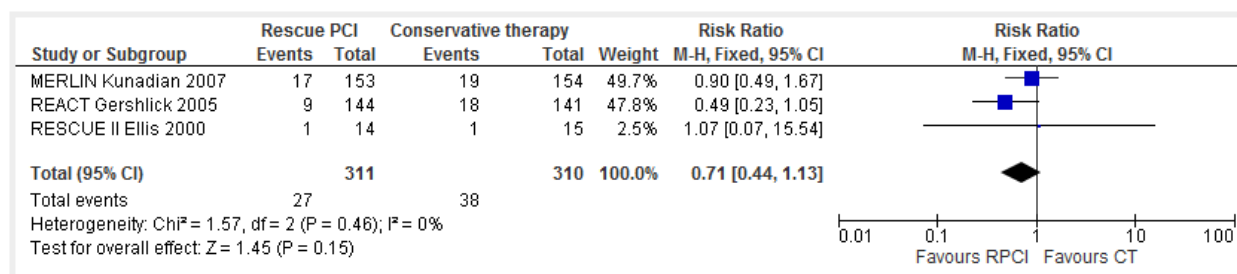 Rescue PCI Conservative therapy Risk Ratio Risk Ratio
Study or Subgroup Events Total Events Total Weight M-H, Fixed, 95% CI M-H, Fixed, 95% CI
MERLIN Kunadian 2007 17 153 19 154 49.7% 0.90 [0.49, 1.67]
REACT Gershlick 2005 9 144 18 141 47.8% 0.49 [0.23, 1.05]
RESCUE II Ellis 2000 1 14 1 15 2.5% 1.07 [0.07, 15.54]
Total (95% CI) 311 310 100.0% 0.71 [0.44, 1.13]
Total events 27 38
Heterogeneity: Chi² = 1.57, df = 2 (P = 0.46); I² = 0%
Test for overall effect: Z = 1.45 (P = 0.15)
0.01 0.1 1 10 100
Favours RPCI Favours CT